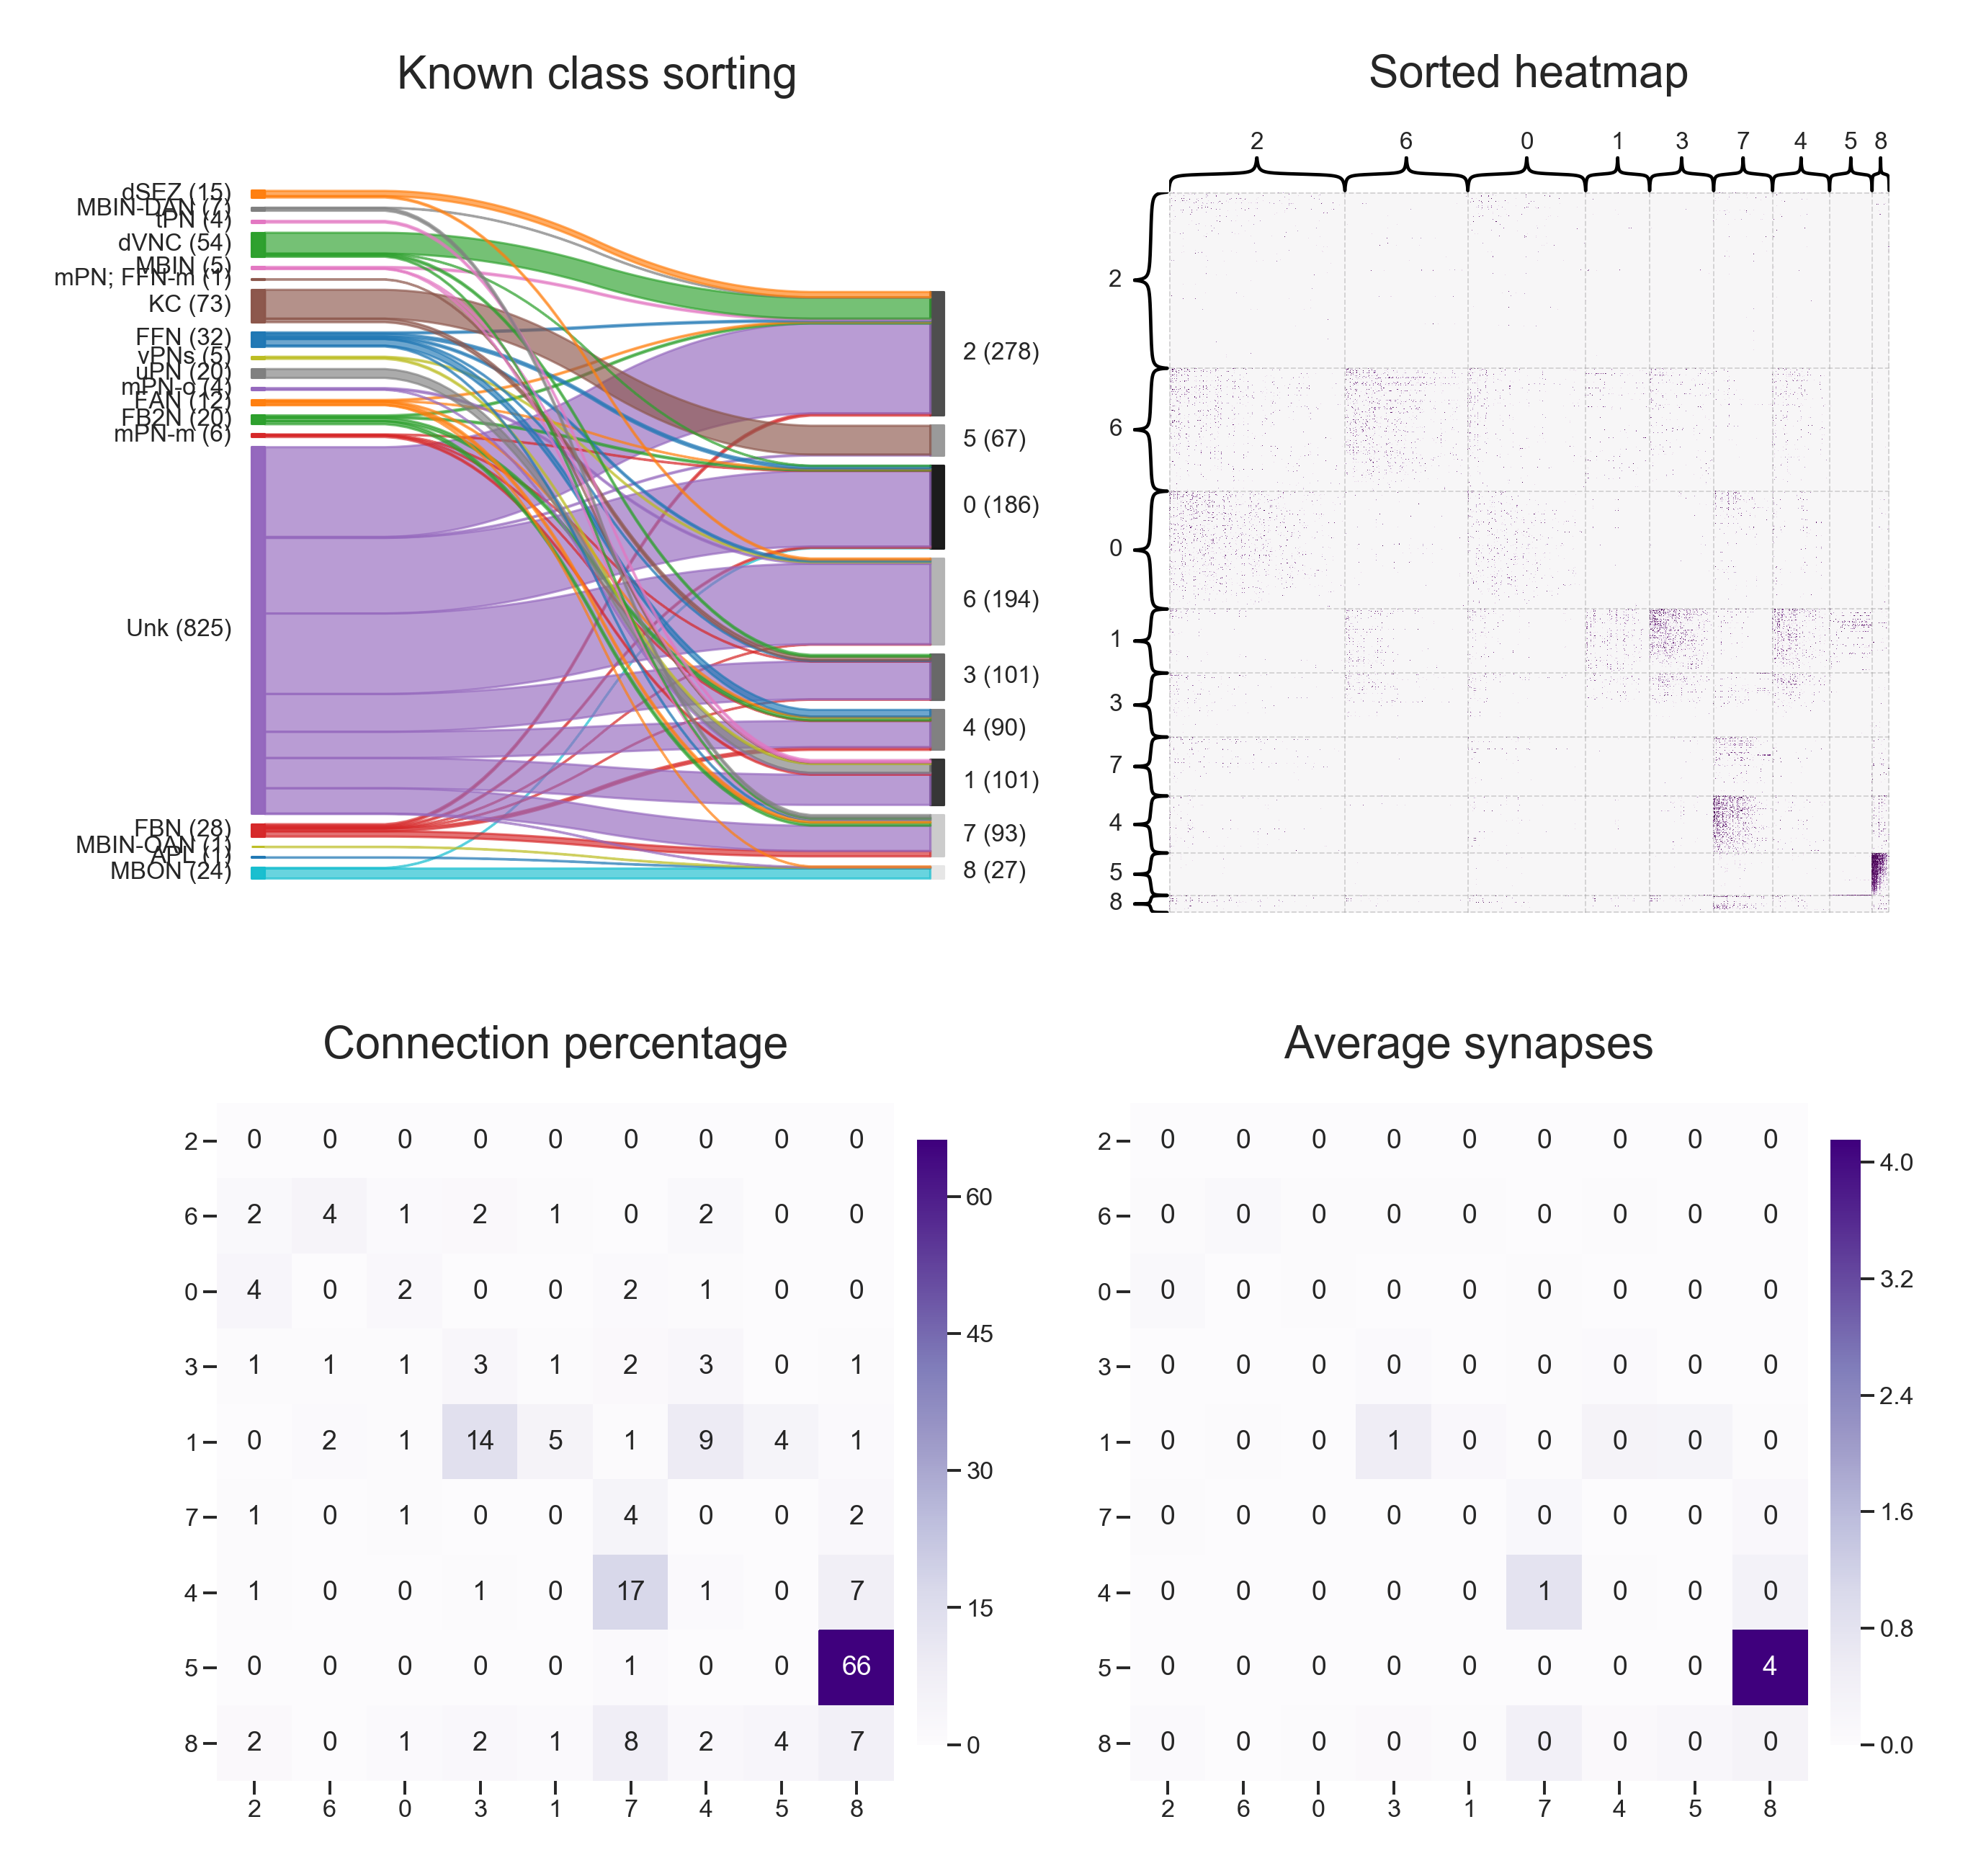 Known class sorting
dSEZ (15)
MBIN-DAN (7)
tPN (4)
dVNC (54)
MBIN (5)
mPN; FFN-m (1)
KC (73)
FFN (32)
vPNs (5)
uPN (20)
mPN-o (4)
FAN (12)
FB2N (20)
mPN-m (6)
Unk (825)
FBN (28)
MBIN-OAN (1)
APL (1)
MBON (24)
2 (278)
5 (67)
0 (186)
6 (194)
3 (101)
4 (90)
1 (101)
7 (93)
8 (27)
Sorted heatmap
2 6 0 1 3 7 4 5 8
2
6
0
1
3
7
4
5
8
Connection percentage
2 0 0 0 0 0 0 0 0 0
6 2 4 1 2 1 0 2 0 0
0 4 0 2 0 0 2 1 0 0
3 1 1 1 3 1 2 3 0 1
1 0 2 1 14 5 1 9 4 1
7 1 0 1 0 0 4 0 0 2
4 1 0 0 1 0 17 1 0 7
5 0 0 0 0 0 1 0 0 66
8 2 0 1 2 1 8 2 4 7
2 6 0 3 1 7 4 5 8
60
45
30
15
0
Average synapses
2 0 0 0 0 0 0 0 0 0
6 0 0 0 0 0 0 0 0 0
0 0 0 0 0 0 0 0 0 0
3 0 0 0 0 0 0 0 0 0
1 0 0 0 1 0 0 0 0 0
7 0 0 0 0 0 0 0 0 0
4 0 0 0 0 0 1 0 0 0
5 0 0 0 0 0 0 0 0 4
8 0 0 0 0 0 0 0 0 0
2 6 0 3 1 7 4 5 8
4.0
3.2
2.4
1.6
0.8
0.0